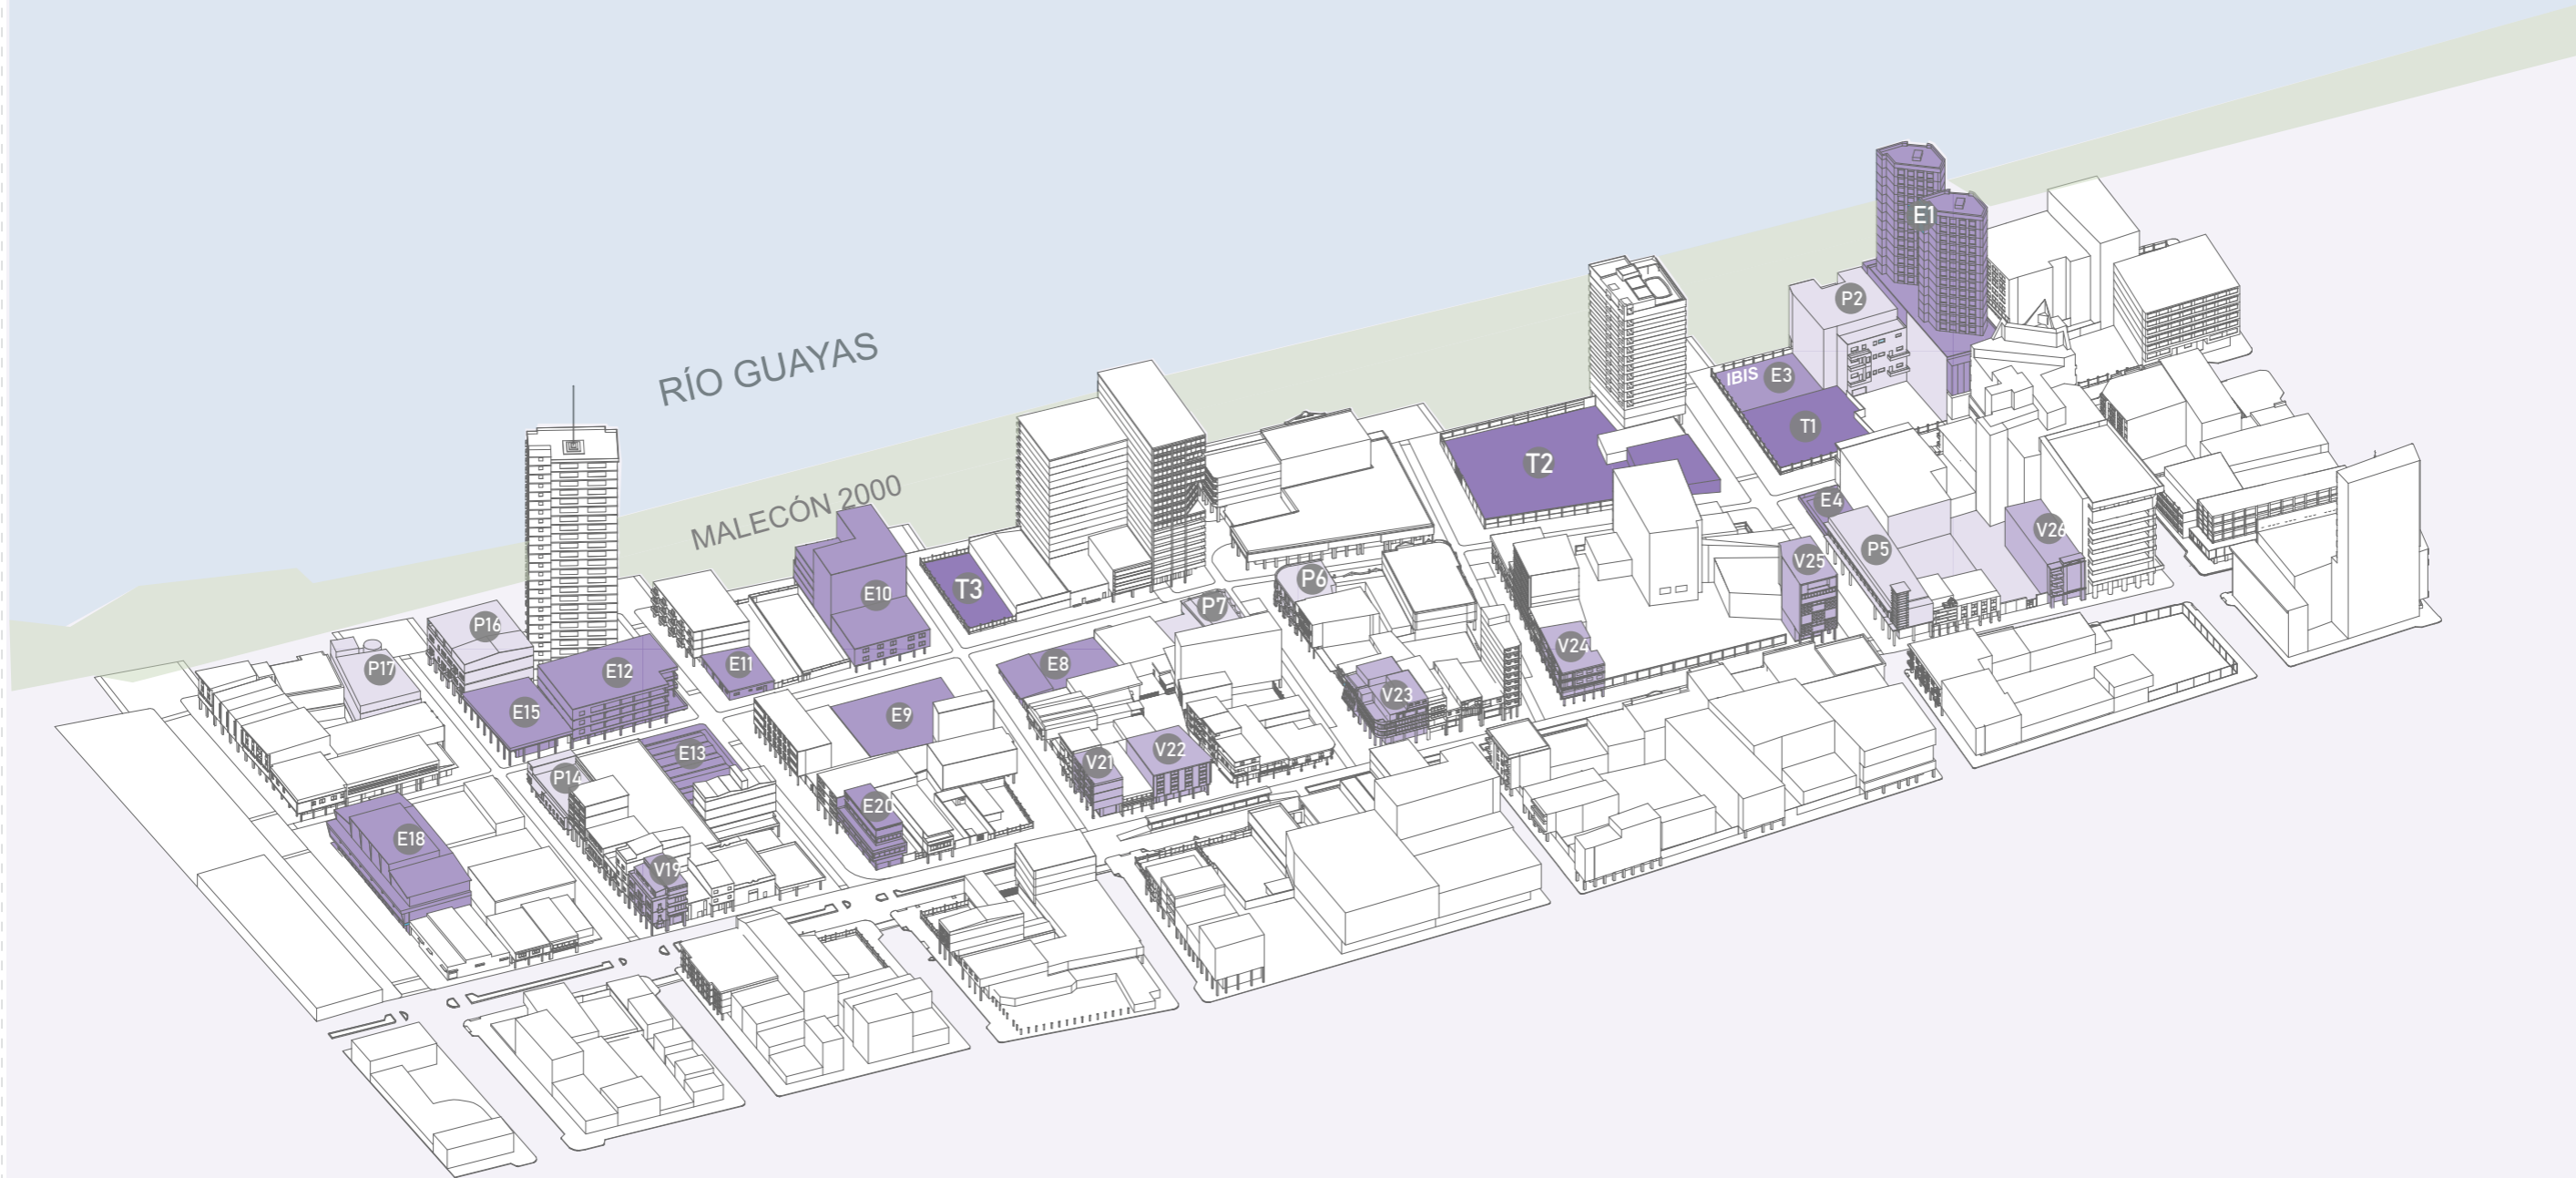 E1
P2
RÍO GUAYAS
IBIS
E3
T1
T2
MALECÓN 2000
E4
V26
P5
V25
P6
T3
E10
P7
P16
V24
E11
E8
P17
E12
V23
E15
E9
E13
V22
V21
P14
E20
E18
V19